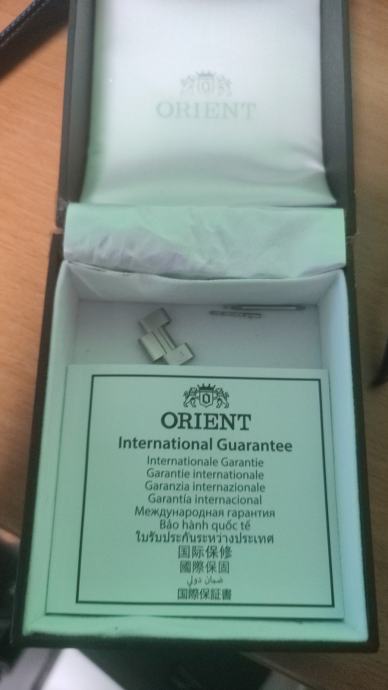 ORIENT
ORIENT
International Guarantee
Internationale Garantie
Garantie internationale
Garanzia internazionale
Garantía internacional
Международная гарантия
Bảo hành quốc tế
ใบรับประกันระหว่างประเทศ
国际保修
國際保固
ضمان دولي
国際保証書